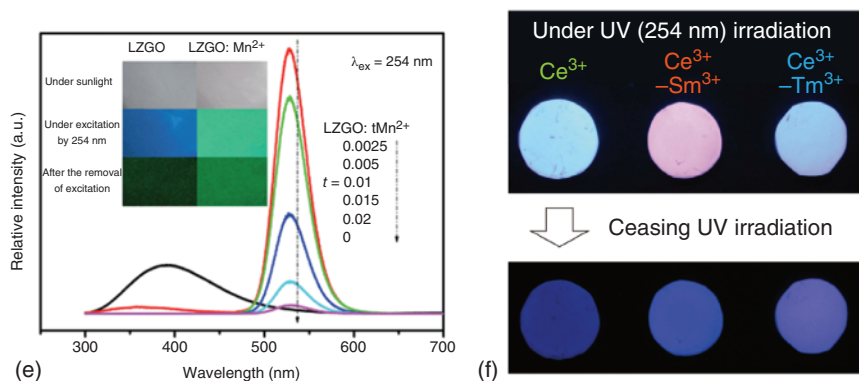 LZGO LZGO: Mn²⁺
Under sunlight
Under excitation
by 254 nm
After the removal
of excitation
λex = 254 nm
LZGO: tMn²⁺
0.0025
0.005
t = 0.01
0.015
0.02
0
Relative intensity (a.u.)
300 400 500 600 700
Wavelength (nm)
(e)
Under UV (254 nm) irradiation
Ce³⁺
Ce³⁺
–Sm³⁺
Ce³⁺
–Tm³⁺
Ceasing UV irradiation
(f)